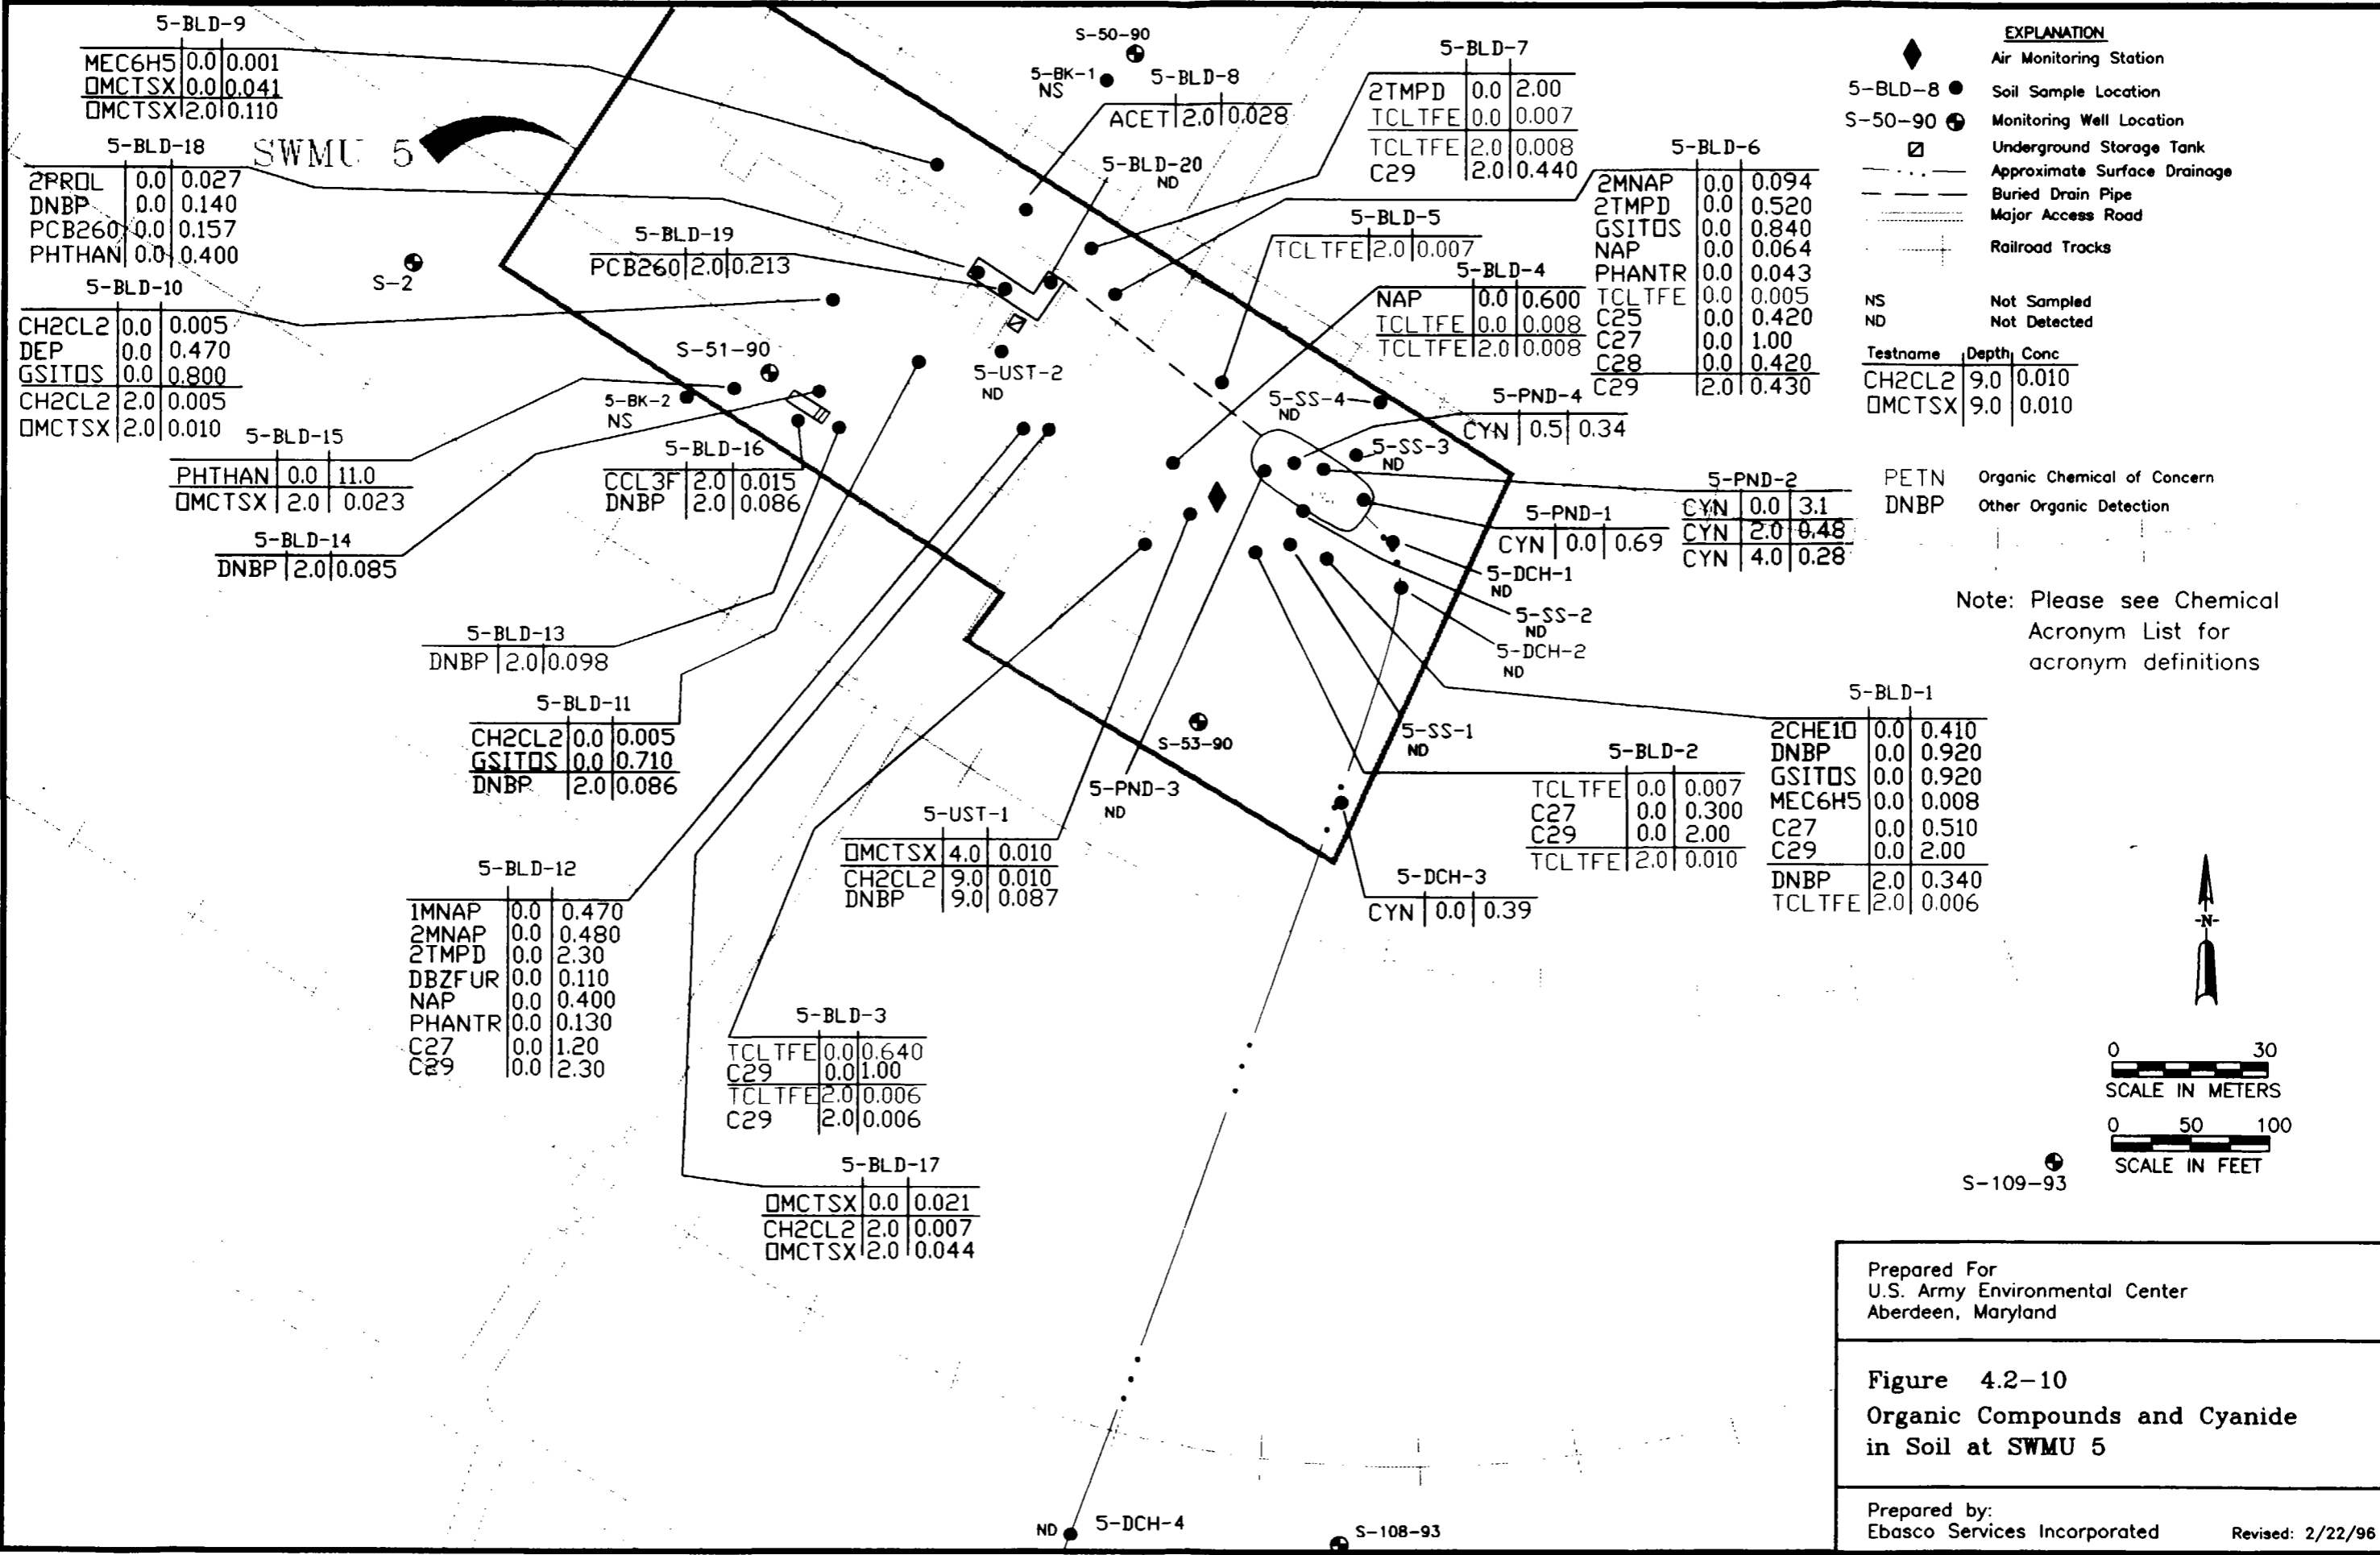 5-BLD-9
MEC6H5 0.0 0.001
OMCTSX 0.0 0.041
OMCTSX 2.0 0.110
5-BLD-18
2PROL 0.0 0.027
DNBP 0.0 0.140
PCB260 0.0 0.157
PHTHAN 0.0 0.400
SWMU 5
S-2
5-BLD-10
CH2CL2 0.0 0.005
DEP 0.0 0.470
GSITOS 0.0 0.800
CH2CL2 2.0 0.005
OMCTSX 2.0 0.010
5-BLD-15
PHTHAN 0.0 11.0
OMCTSX 2.0 0.023
5-BLD-14
DNBP 2.0 0.085
5-BLD-19
PCB260 2.0 0.213
S-51-90
5-BK-2
NS
5-BLD-16
CCL3F 2.0 0.015
DNBP 2.0 0.086
5-BLD-13
DNBP 2.0 0.098
5-BLD-11
CH2CL2 0.0 0.005
GSITOS 0.0 0.710
DNBP 2.0 0.086
5-BLD-12
1MNAP 0.0 0.470
2MNAP 0.0 0.480
2TMPD 0.0 2.30
DBZFUR 0.0 0.110
NAP 0.0 0.400
PHANTR 0.0 0.130
C27 0.0 1.20
C29 0.0 2.30
S-50-90
5-BK-1
NS
5-BLD-8
ACET 2.0 0.028
5-BLD-20
ND
5-UST-2
ND
5-BLD-7
2TMPD 0.0 2.00
TCLTFE 0.0 0.007
TCLTFE 2.0 0.008
C29 2.0 0.440
5-BLD-5
TCLTFE 2.0 0.007
5-BLD-4
NAP 0.0 0.600
TCLTFE 0.0 0.008
TCLTFE 2.0 0.008
5-BLD-6
2MNAP 0.0 0.094
2TMPD 0.0 0.520
GSITOS 0.0 0.840
NAP 0.0 0.064
PHANTR 0.0 0.043
TCLTFE 0.0 0.005
C25 0.0 0.420
C27 0.0 1.00
C28 0.0 0.420
C29 2.0 0.430
5-SS-4
ND
5-PND-4
CYN 0.5 0.34
5-SS-3
ND
5-PND-2
CYN 0.0 3.1
CYN 2.0 0.48
CYN 4.0 0.28
5-PND-1
CYN 0.0 0.69
5-DCH-1
ND
5-SS-2
ND
5-DCH-2
ND
5-SS-1
ND
S-53-90
5-PND-3
ND
5-UST-1
OMCTSX 4.0 0.010
CH2CL2 9.0 0.010
DNBP 9.0 0.087
5-BLD-3
TCLTFE 0.0 0.640
C29 0.0 1.00
TCLTFE 2.0 0.006
C29 2.0 0.006
5-BLD-17
OMCTSX 0.0 0.021
CH2CL2 2.0 0.007
OMCTSX 2.0 0.044
5-BLD-2
TCLTFE 0.0 0.007
C27 0.0 0.300
C29 0.0 2.00
TCLTFE 2.0 0.010
5-DCH-3
CYN 0.0 0.39
5-BLD-1
2CHE1O 0.0 0.410
DNBP 0.0 0.920
GSITOS 0.0 0.920
MEC6H5 0.0 0.008
C27 0.0 0.510
C29 0.0 2.00
DNBP 2.0 0.340
TCLTFE 2.0 0.006
ND 5-DCH-4
S-108-93
S-109-93
EXPLANATION
Air Monitoring Station
5-BLD-8 Soil Sample Location
S-50-90 Monitoring Well Location
Underground Storage Tank
Approximate Surface Drainage
Buried Drain Pipe
Major Access Road
Railroad Tracks
NS Not Sampled
ND Not Detected
Testname Depth Conc
CH2CL2 9.0 0.010
OMCTSX 9.0 0.010
PETN Organic Chemical of Concern
DNBP Other Organic Detection
Note: Please see Chemical
Acronym List for
acronym definitions
-N-
0 30
SCALE IN METERS
0 50 100
SCALE IN FEET
Prepared For
U.S. Army Environmental Center
Aberdeen, Maryland
Figure 4.2-10
Organic Compounds and Cyanide
in Soil at SWMU 5
Prepared by:
Ebasco Services Incorporated Revised: 2/22/96